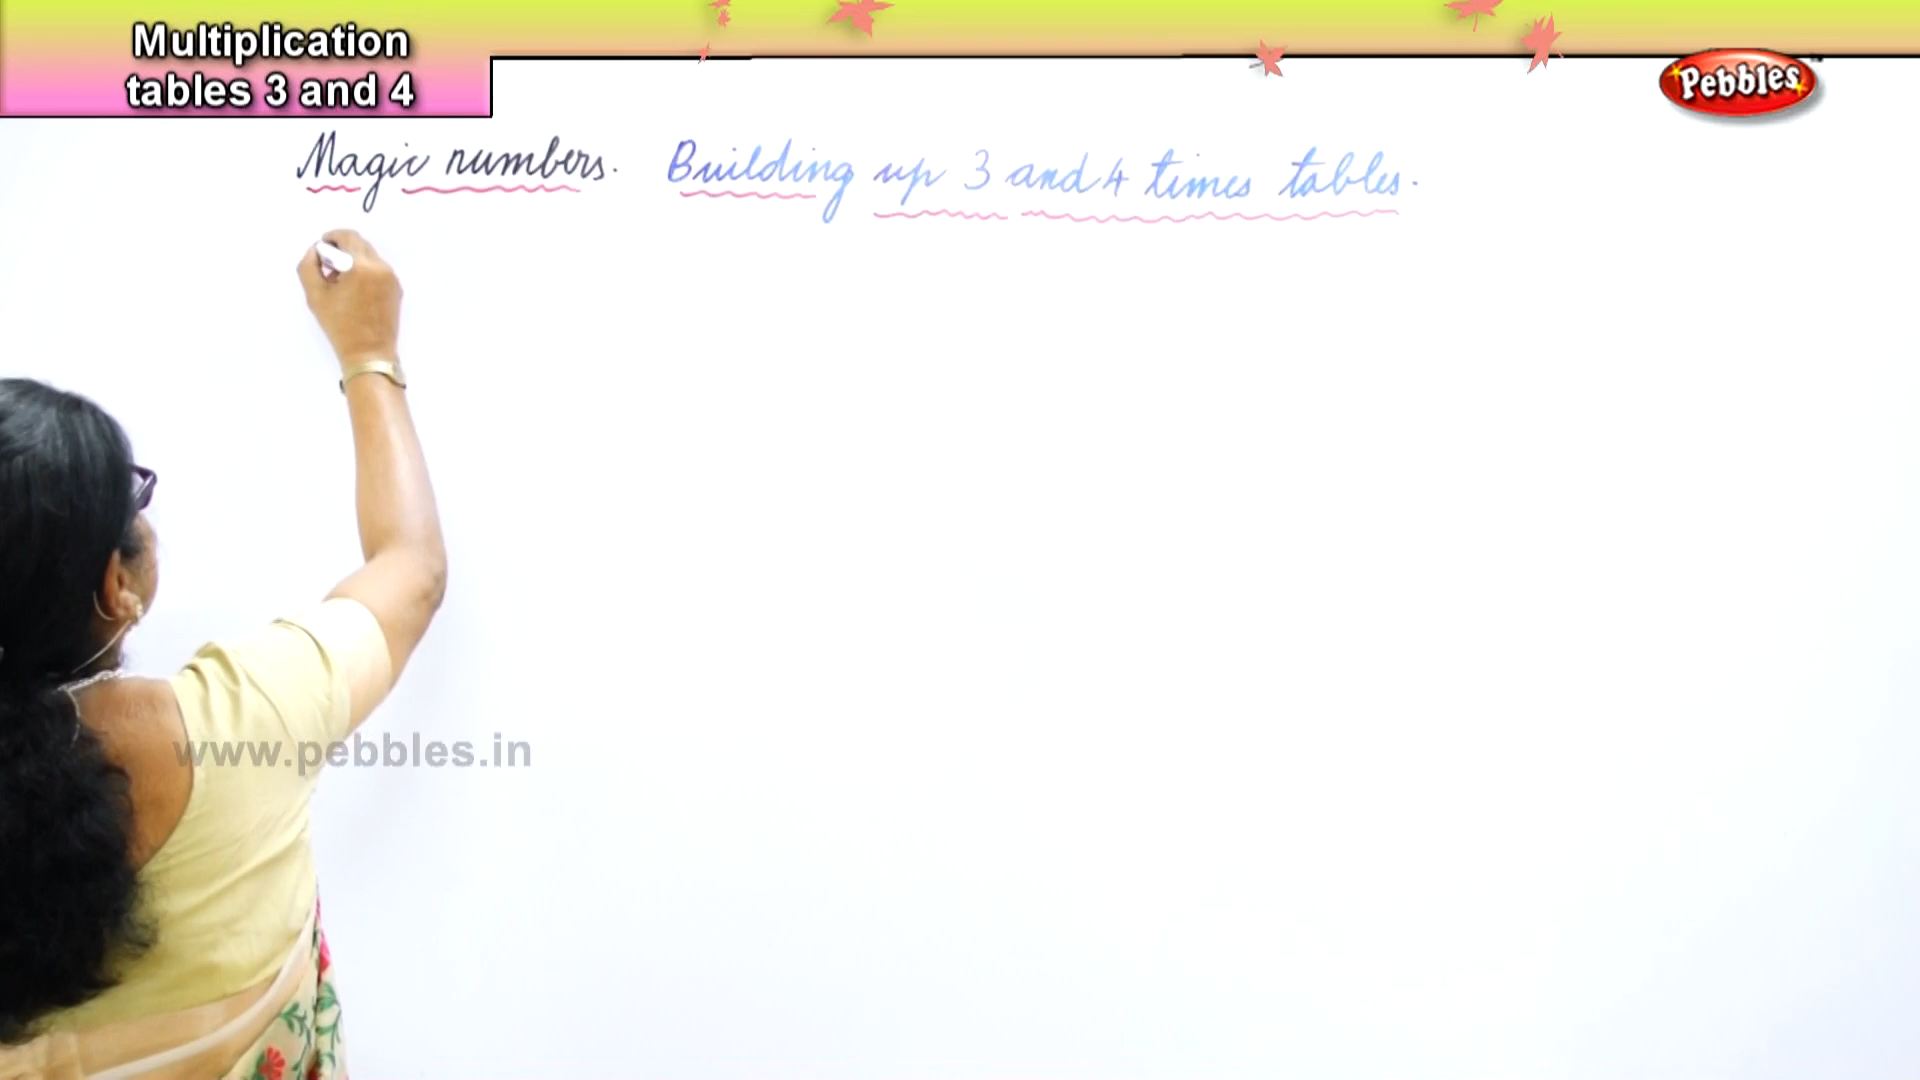 Multiplication
tables 3 and 4
Pebbles
Magic numbers. Building up 3 and 4 times tables.
www.pebbles.in